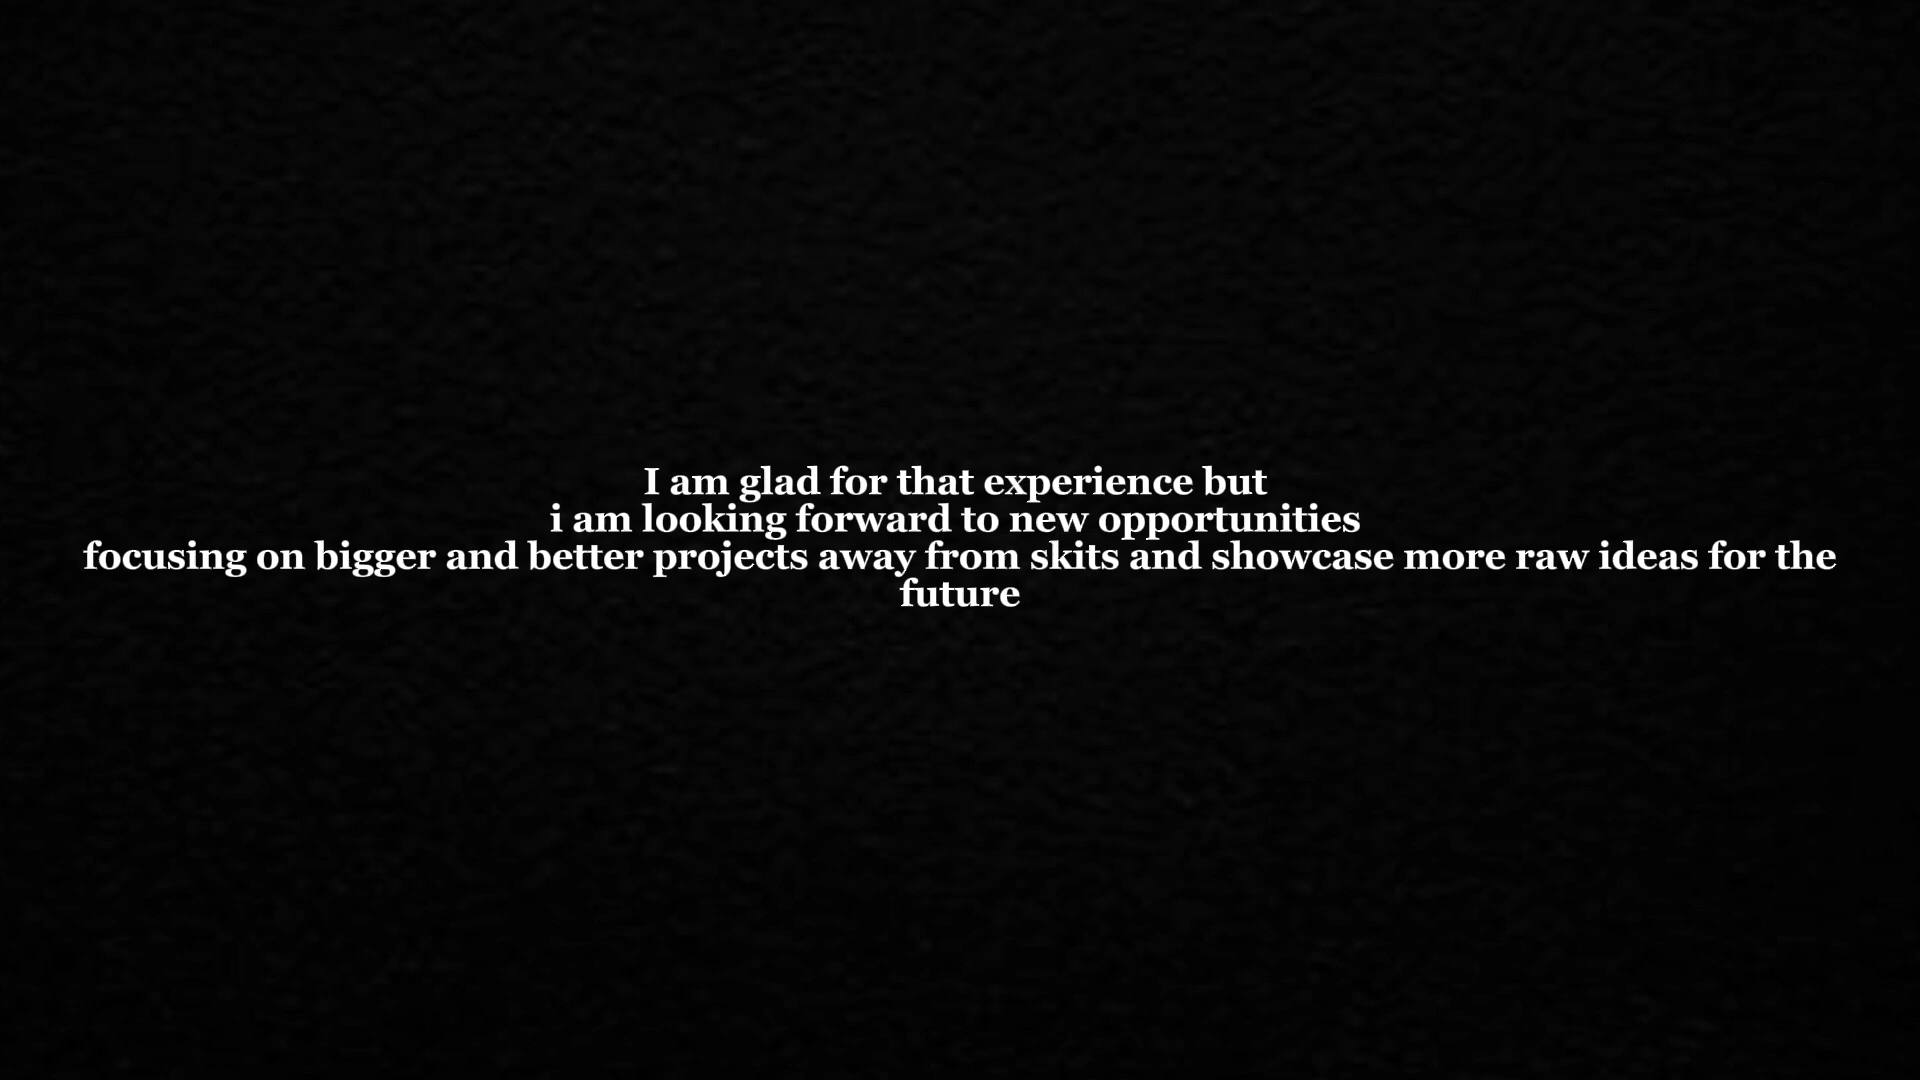 I am glad for that experience but
i am looking forward to new opportunities
focusing on bigger and better projects away from skits and showcase more raw ideas for the
future